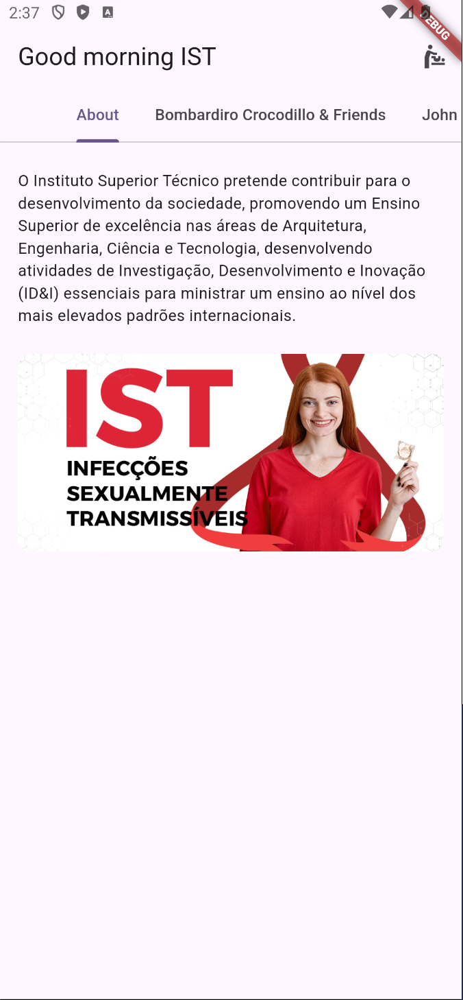 2:37
A
DEBUG
Good morning IST
About
Bombardiro Crocodillo & Friends
John
O Instituto Superior Técnico pretende contribuir para o
desenvolvimento da sociedade, promovendo um Ensino
Superior de excelência nas áreas de Arquitetura,
Engenharia, Ciência e Tecnologia, desenvolvendo
atividades de Investigação, Desenvolvimento e Inovação
(ID&I) essenciais para ministrar um ensino ao nível dos
mais elevados padrões internacionais.
IST
INFECÇÕES
SEXUALMENTE
TRANSMISSÍVEIS